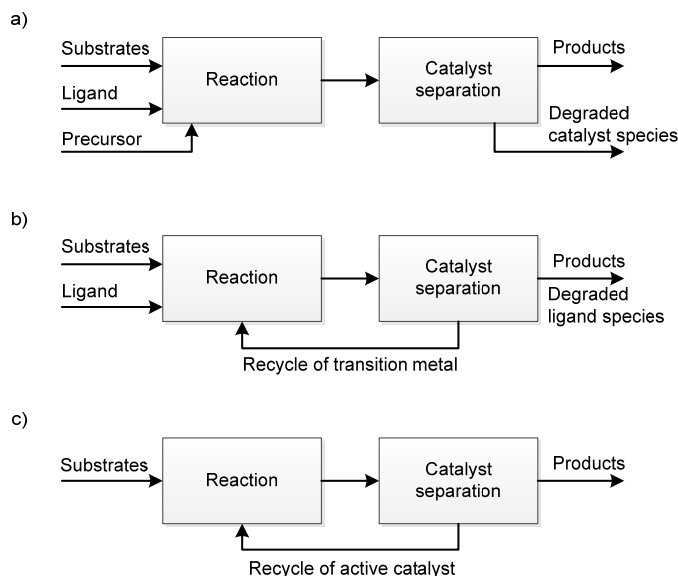 a)
Substrates
Ligand
Precursor
Reaction
Catalyst
separation
Products
Degraded
catalyst species
b)
Substrates
Ligand
Reaction
Catalyst
separation
Products
Degraded
ligand species
Recycle of transition metal
c)
Substrates
Reaction
Catalyst
separation
Products
Recycle of active catalyst